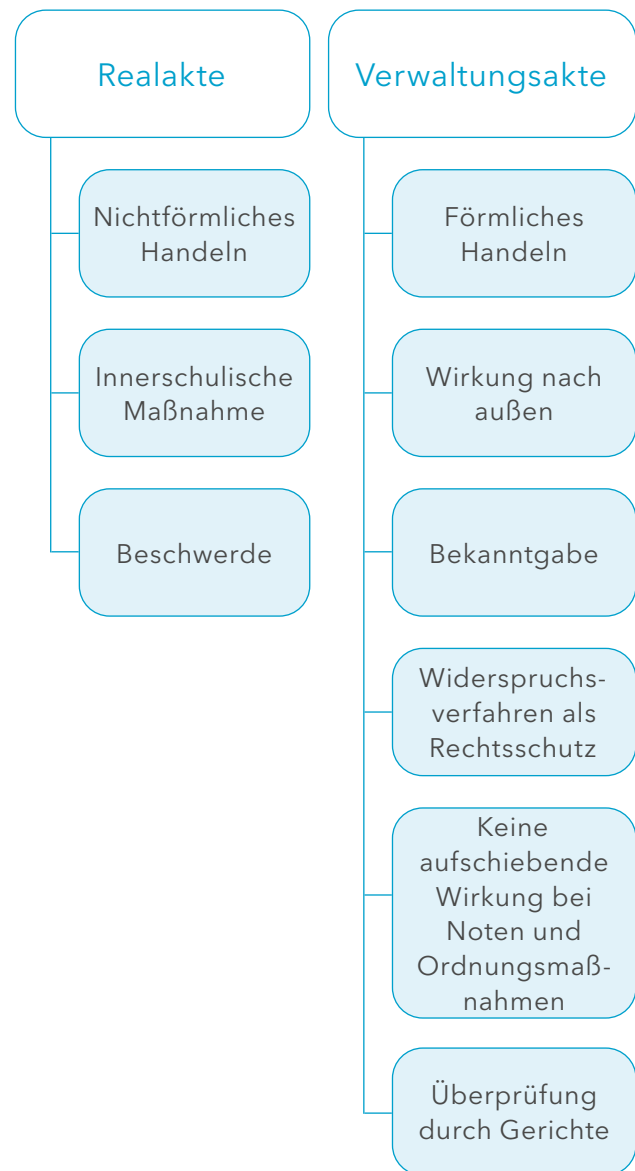 Realakte
Nichtförmliches
Handeln
Innerschulische
Maßnahme
Beschwerde
Verwaltungsakte
Förmliches
Handeln
Wirkung nach
außen
Bekanntgabe
Widerspruchs-
verfahren als
Rechtsschutz
Keine
aufschiebende
Wirkung bei
Noten und
Ordnungsmaß-
nahmen
Überprüfung
durch Gerichte